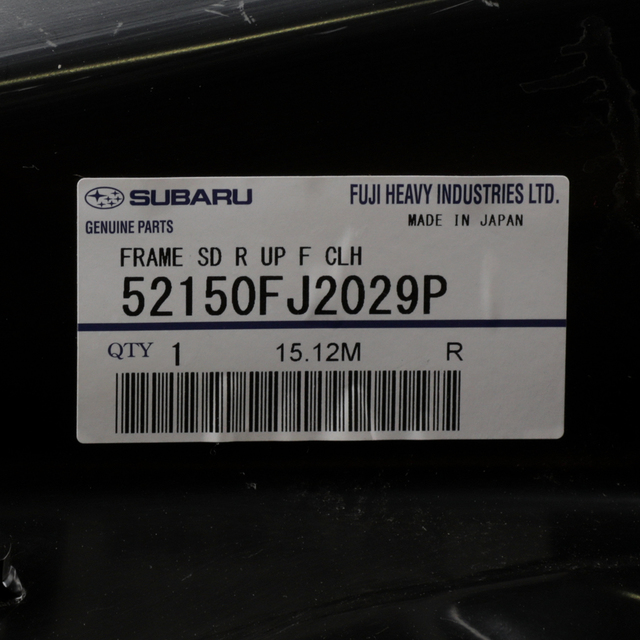 SUBARU FUJI HEAVY INDUSTRIES LTD.
GENUINE PARTS MADE IN JAPAN
FRAME SD R UP F CLH
52150FJ2029P
QTY 1 15.12M R